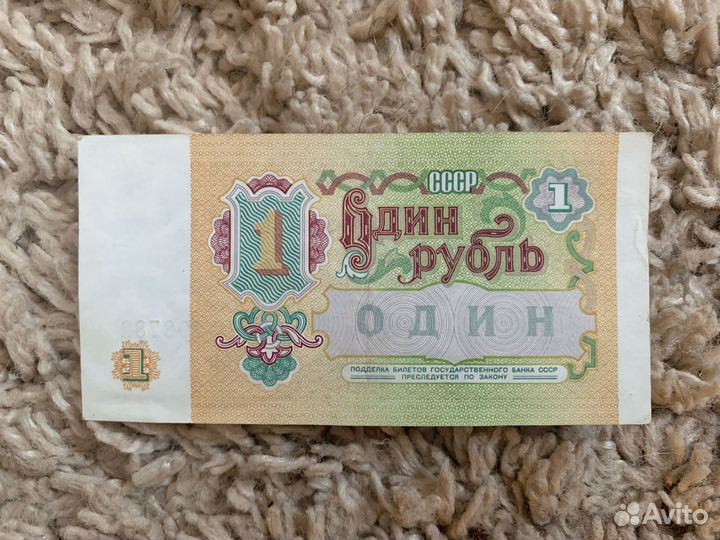 СССР
1
1
Один
рубль
ОДИН
1
ПОДДЕЛКА БИЛЕТОВ ГОСУДАРСТВЕННОГО БАНКА СССР
ПРЕСЛЕДУЕТСЯ ПО ЗАКОНУ
Avito